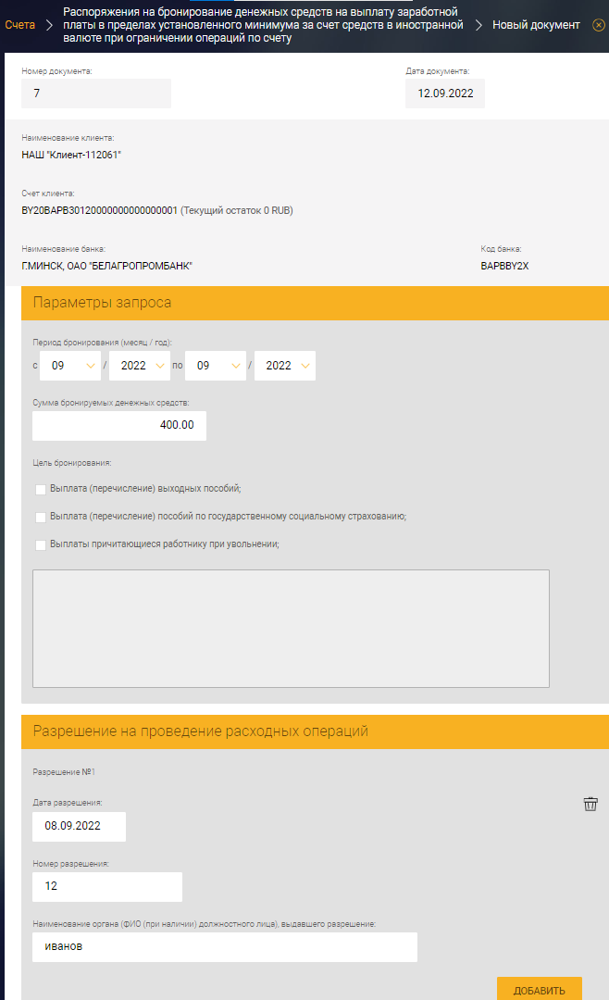 Счета
Распоряжения на бронирование денежных средств на выплату заработной
платы в пределах установленного минимума за счет средств в иностранной
валюте при ограничении операций по счету
Новый документ
Номер документа:
Дата документа:
7
12.09.2022
Наименование клиента:
НАШ "Клиент-112061"
Счет клиента:
BY20BAPB30120000000000000001 (Текущий остаток 0 RUB)
Наименование банка:
Код банка:
Г.МИНСК, ОАО "БЕЛАГРОПРОМБАНК"
BAPBBY2X
Параметры запроса
Период бронирования (месяц / год):
с 09 / 2022 по 09 / 2022
Сумма бронируемых денежных средств:
400.00
Цель бронирования:
Выплата (перечисление) выходных пособий;
Выплата (перечисление) пособий по государственному социальному страхованию;
Выплаты причитающиеся работнику при увольнении;
Разрешение на проведение расходных операций
Разрешение №1
Дата разрешения:
08.09.2022
Номер разрешения:
12
Наименование органа (ФИО (при наличии) должностного лица), выдавшего разрешение:
иванов
ДОБАВИТЬ